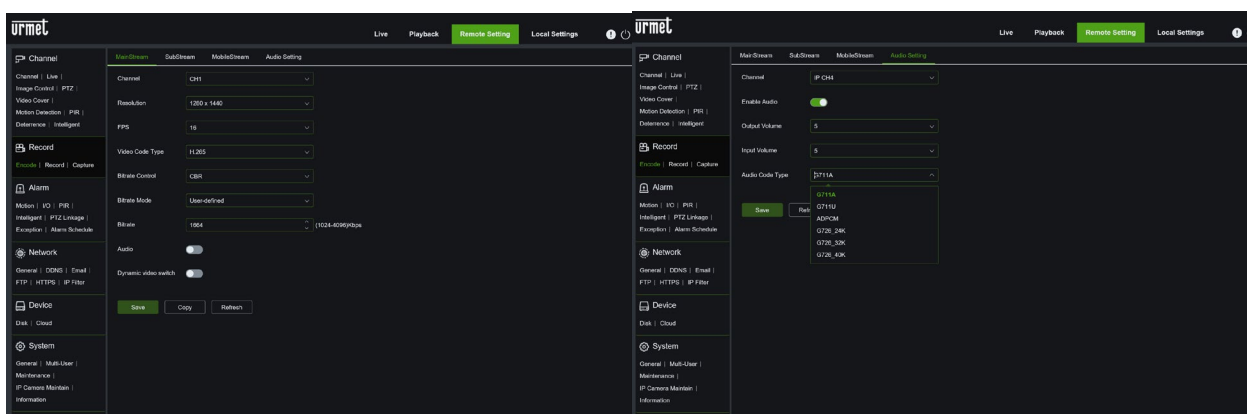 urmet
Live Playback Remote Setting Local Settings
Channel
Channel | Live |
Image Control | PTZ |
Video Cover |
Motion Detection | PIR |
Deterrence | Intelligent
Record
Encode | Record | Capture
Alarm
Motion | I/O | PIR |
Intelligent | PTZ Linkage |
Exception | Alarm Schedule
Network
General | DDNS | Email |
FTP | HTTPS | IP Filter
Device
Disk | Cloud
System
General | Multi-User |
Maintenance |
IP Camera Maintain |
Information
MainStream SubStream MobileStream Audio Setting
Channel CH1
Resolution 1280 x 1440
FPS 16
Video Code Type H.265
Bitrate Control CBR
Bitrate Mode User-defined
Bitrate 1664 (1024-4096)Kbps
Audio
Dynamic video switch
Save Copy Refresh
urmet
Live Playback Remote Setting Local Settings
Channel
Channel | Live |
Image Control | PTZ |
Video Cover |
Motion Detection | PIR |
Deterrence | Intelligent
Record
Encode | Record | Capture
Alarm
Motion | I/O | PIR |
Intelligent | PTZ Linkage |
Exception | Alarm Schedule
Network
General | DDNS | Email |
FTP | HTTPS | IP Filter
Device
Disk | Cloud
System
General | Multi-User |
Maintenance |
IP Camera Maintain |
Information
MainStream SubStream MobileStream Audio Setting
Channel IP CH4
Enable Audio
Output Volume 5
Input Volume 5
Audio Code Type G711A
G711A
G711U
ADPCM
G726_24K
G726_32K
G726_40K
Save Ref